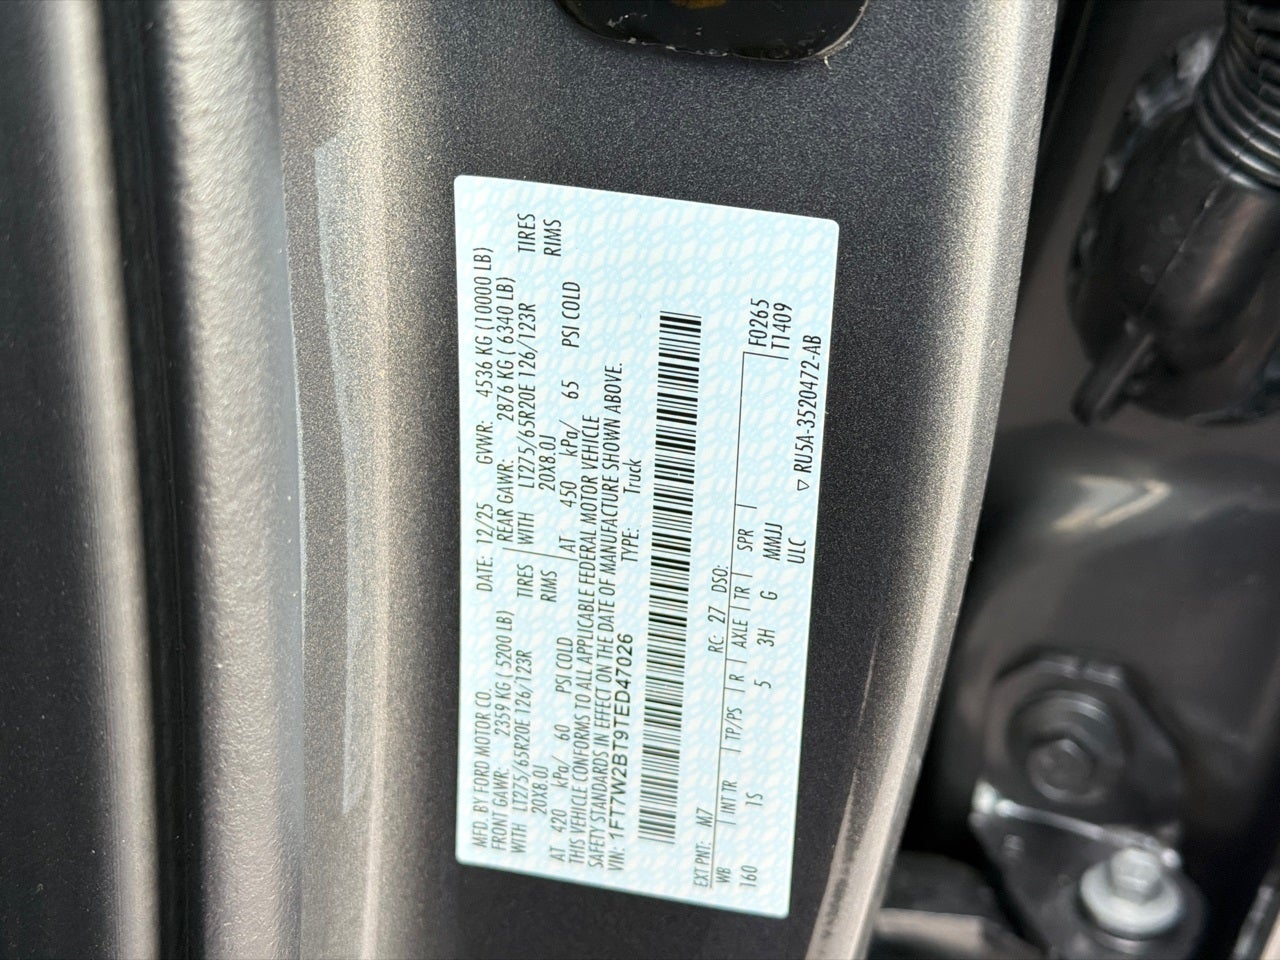 MFD. BY FORD MOTOR CO. DATE: 12/25 GVWR: 4536 KG (10000 LB)
FRONT GAWR: 2359 KG ( 5200 LB) REAR GAWR: 2876 KG ( 6340 LB)
WITH LT275/65R20E 126/123R TIRES WITH LT275/65R20E 126/123R TIRES
20X8.0J RIMS 20X8.0J RIMS
AT 420 kPa/ 60 PSI COLD AT 450 kPa/ 65 PSI COLD
THIS VEHICLE CONFORMS TO ALL APPLICABLE FEDERAL MOTOR VEHICLE
SAFETY STANDARDS IN EFFECT ON THE DATE OF MANUFACTURE SHOWN ABOVE.
VIN: 1FT7W2BT9TED47026 TYPE: Truck
EXT PNT: M7 RC: 27 DSO:
WB INT TR TP/PS R AXLE TR SPR F0265
160 1S 5 3H G MMJJ T1409
ULC ▽ RU5A-3520472-AB